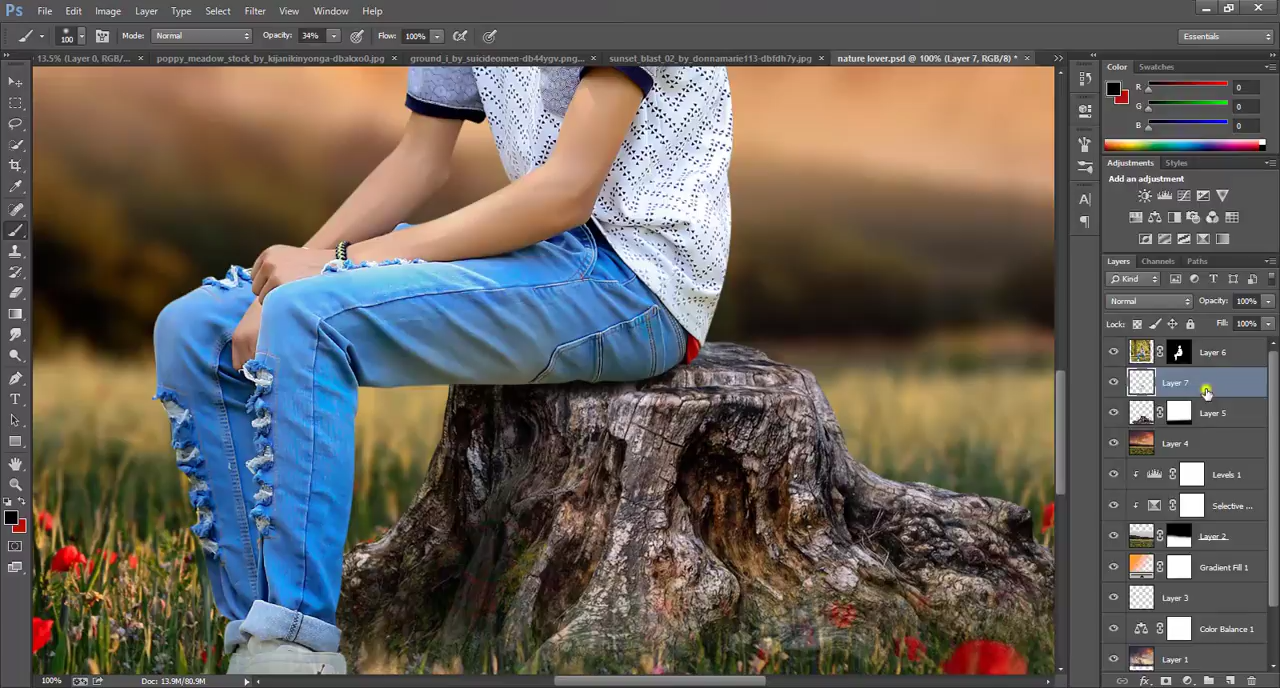 Ps File Edit Image Layer Type Select Filter View Window Help
100 Mode: Normal Opacity: 34% Flow: 100% Essentials
13.5% (Layer 0, RGB/... × poppy_meadow_stock_by_kijanikinyonga-dbakxo0.jpg × ground_i_by_suicideomen-db44ygv.png... × sunset_blast_02_by_donnamarie113-dbfdh7y.jpg × nature lover.psd @ 100% (Layer 7, RGB/8) * ×
Color Swatches
R 0
G 0
B 0
Adjustments Styles
Add an adjustment
Layers Channels Paths
Kind
Normal Opacity: 100%
Lock: Fill: 100%
Layer 6
Layer 7
Layer 5
Layer 4
Levels 1
Selective ...
Layer 2
Gradient Fill 1
Layer 3
Color Balance 1
Layer 1
100% Doc: 13.9M/80.9M